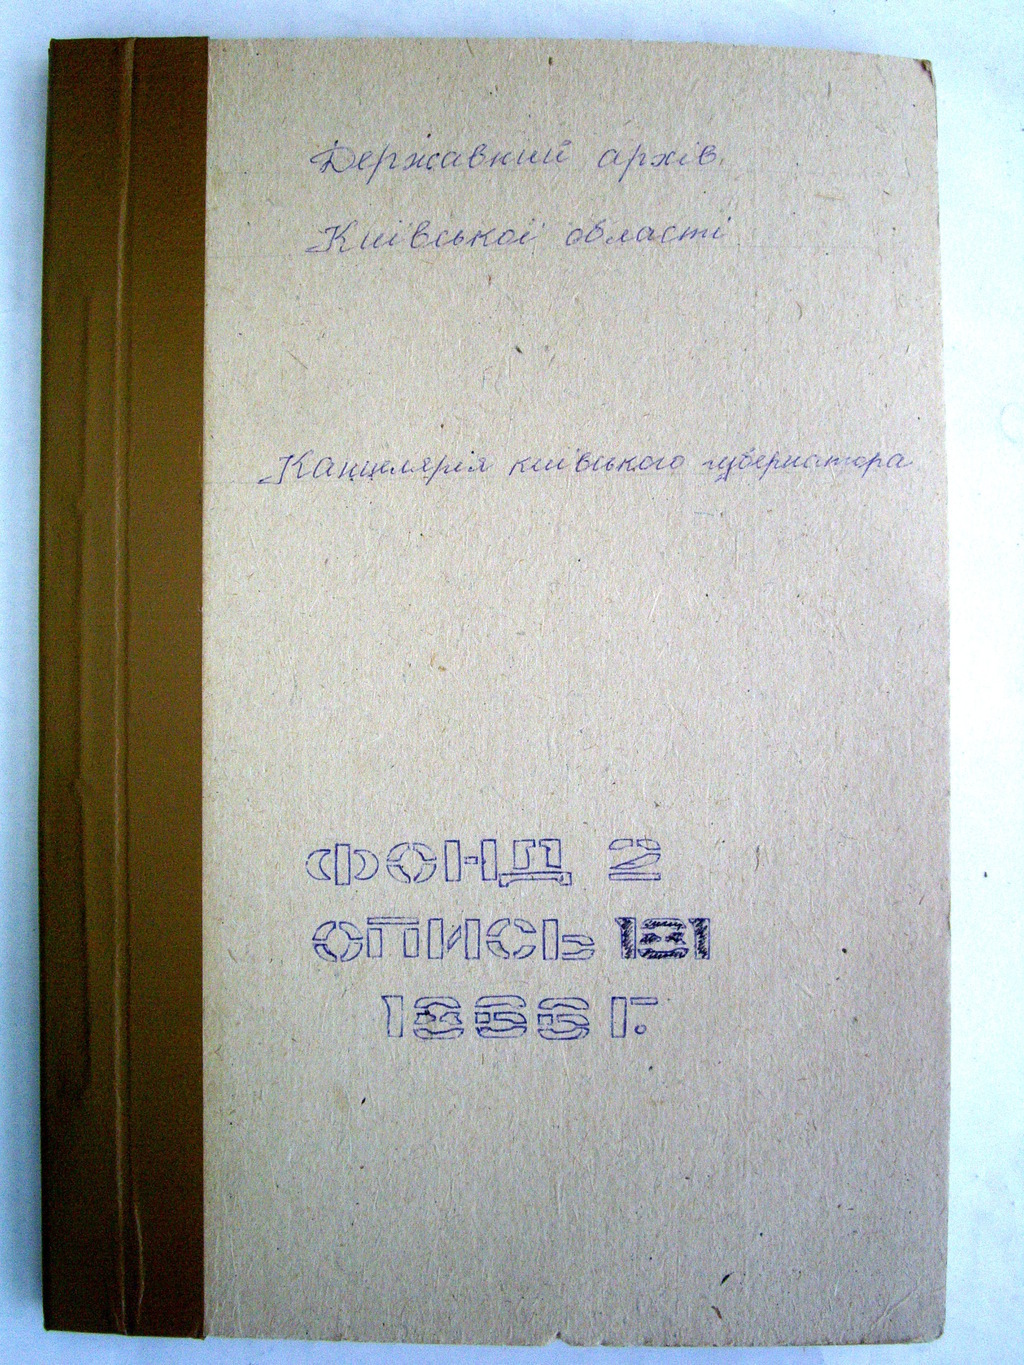 Державний архів
Київської області
Канцелярія київського губернатора
ФОНД 2
ОПИСЬ 181
1866 Г.